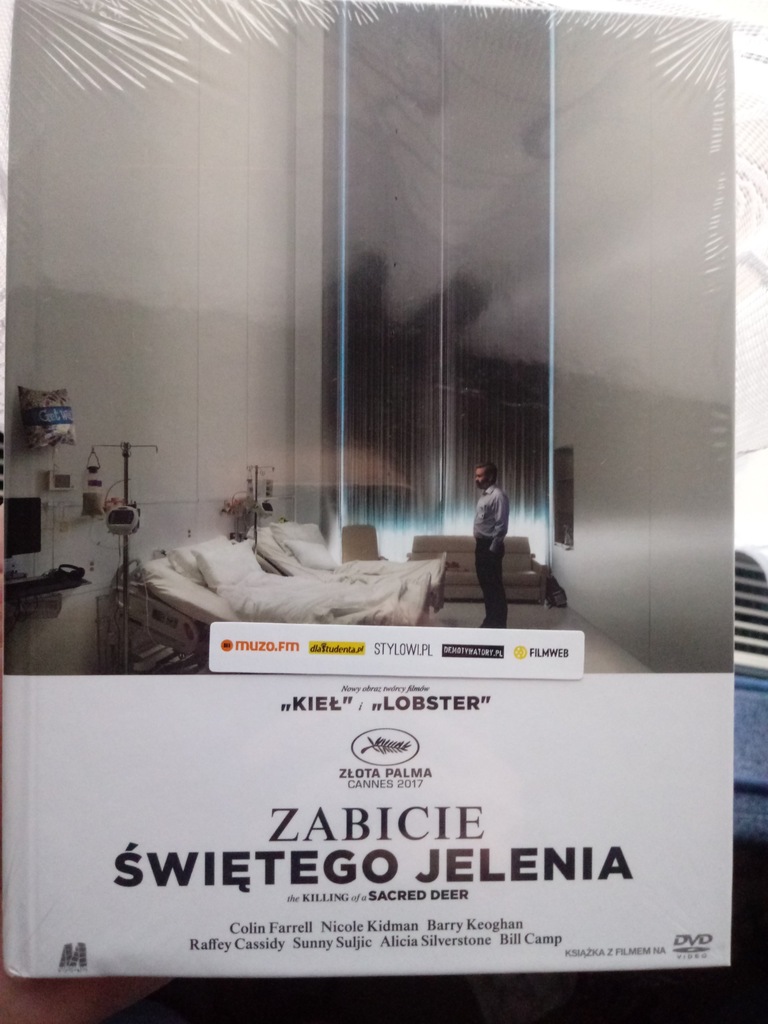 Get W
muzo.fm dlaStudenta.pl STYLOWI.PL DEMOTYWATORY.PL FILMWEB
Nowy obraz twórcy filmów
„KIEŁ” i „LOBSTER”
ZŁOTA PALMA
CANNES 2017
ZABICIE
ŚWIĘTEGO JELENIA
the KILLING of a SACRED DEER
Colin Farrell Nicole Kidman Barry Keoghan
Raffey Cassidy Sunny Suljic Alicia Silverstone Bill Camp
KSIĄŻKA Z FILMEM NA DVD
VIDEO